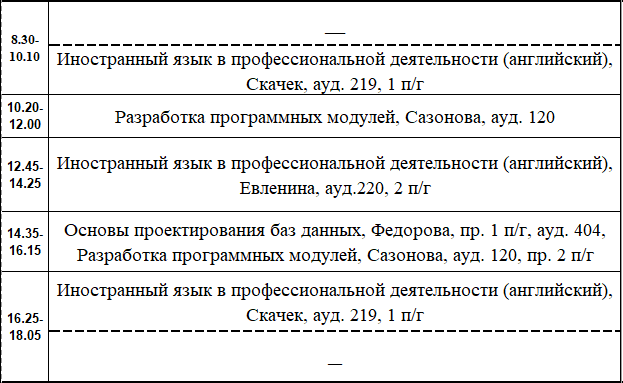 8.30-
10.10
—
Иностранный язык в профессиональной деятельности (английский),
Скачек, ауд. 219, 1 п/г
10.20-
12.00
Разработка программных модулей, Сазонова, ауд. 120
12.45-
14.25
Иностранный язык в профессиональной деятельности (английский),
Евленина, ауд.220, 2 п/г
14.35-
16.15
Основы проектирования баз данных, Федорова, пр. 1 п/г, ауд. 404,
Разработка программных модулей, Сазонова, ауд. 120, пр. 2 п/г
16.25-
18.05
Иностранный язык в профессиональной деятельности (английский),
Скачек, ауд. 219, 1 п/г
—